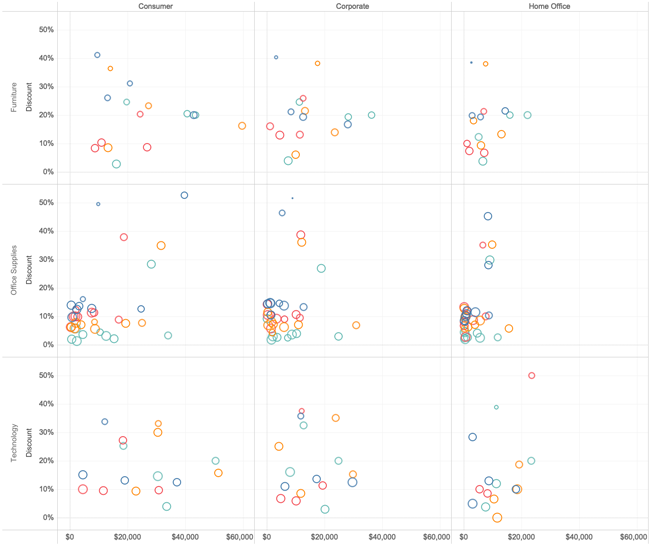 Consumer Corporate Home Office
Furniture
Discount
50%
40%
30%
20%
10%
0%
Office Supplies
Discount
50%
40%
30%
20%
10%
0%
Technology
Discount
50%
40%
30%
20%
10%
0%
$0 $20,000 $40,000 $60,000 $0 $20,000 $40,000 $60,000 $0 $20,000 $40,000 $60,000